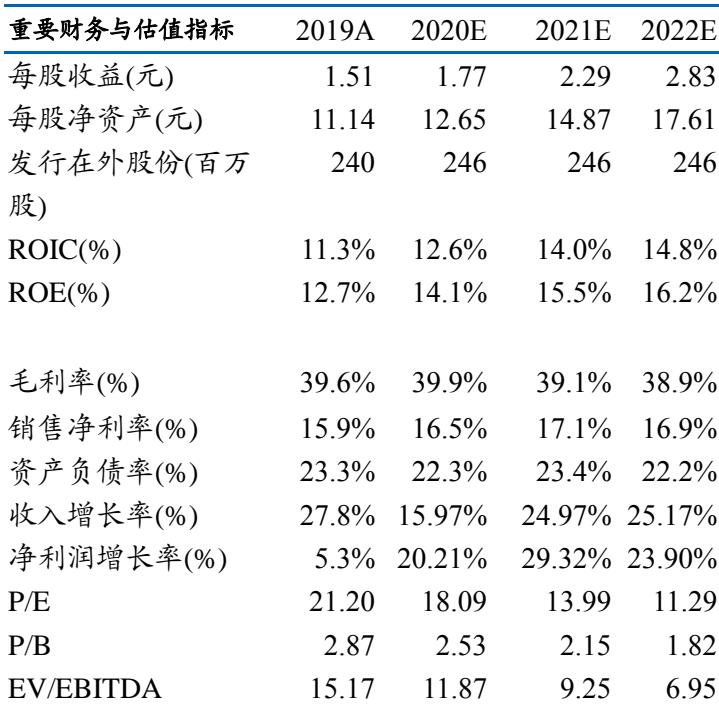 重要财务与估值指标 2019A 2020E 2021E 2022E
每股收益(元) 1.51 1.77 2.29 2.83
每股净资产(元) 11.14 12.65 14.87 17.61
发行在外股份(百万 240 246 246 246
股)
ROIC(%) 11.3% 12.6% 14.0% 14.8%
ROE(%) 12.7% 14.1% 15.5% 16.2%
毛利率(%) 39.6% 39.9% 39.1% 38.9%
销售净利率(%) 15.9% 16.5% 17.1% 16.9%
资产负债率(%) 23.3% 22.3% 23.4% 22.2%
收入增长率(%) 27.8% 15.97% 24.97% 25.17%
净利润增长率(%) 5.3% 20.21% 29.32% 23.90%
P/E 21.20 18.09 13.99 11.29
P/B 2.87 2.53 2.15 1.82
EV/EBITDA 15.17 11.87 9.25 6.95